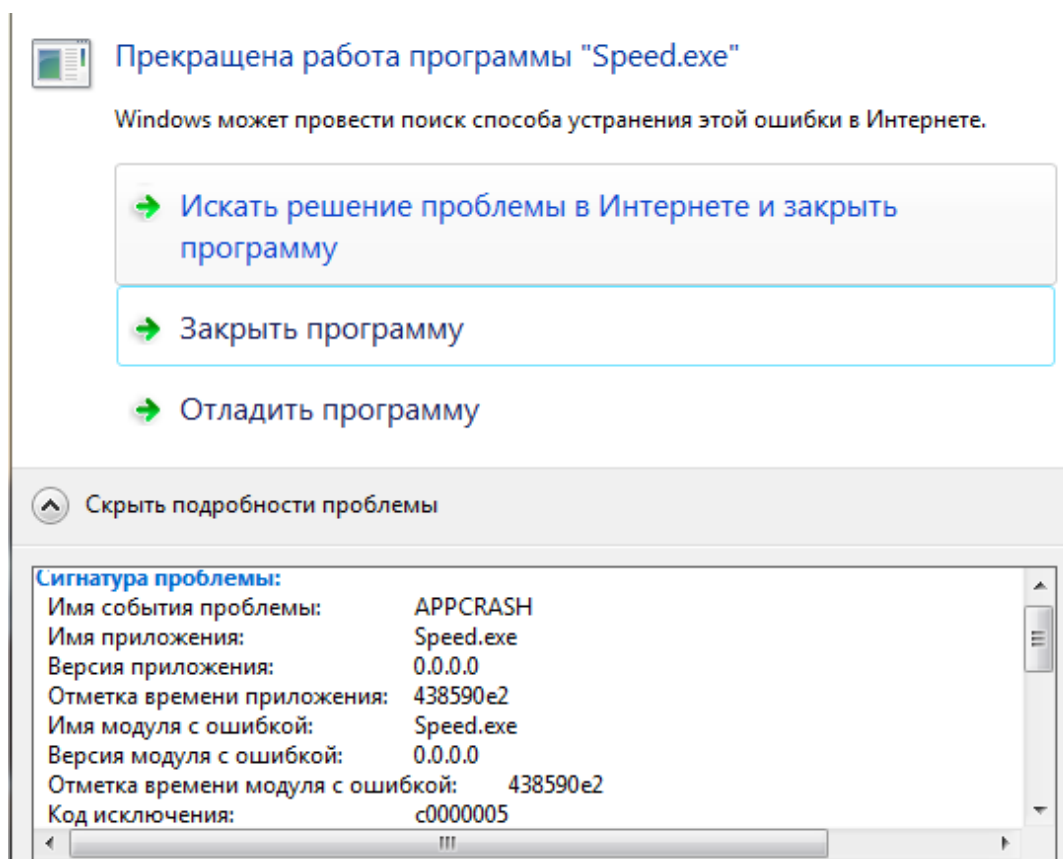 Прекращена работа программы "Speed.exe"
Windows может провести поиск способа устранения этой ошибки в Интернете.
Искать решение проблемы в Интернете и закрыть
программу
Закрыть программу
Отладить программу
Скрыть подробности проблемы
Сигнатура проблемы:
Имя события проблемы: APPCRASH
Имя приложения: Speed.exe
Версия приложения: 0.0.0.0
Отметка времени приложения: 438590e2
Имя модуля с ошибкой: Speed.exe
Версия модуля с ошибкой: 0.0.0.0
Отметка времени модуля с ошибкой: 438590e2
Код исключения: c0000005